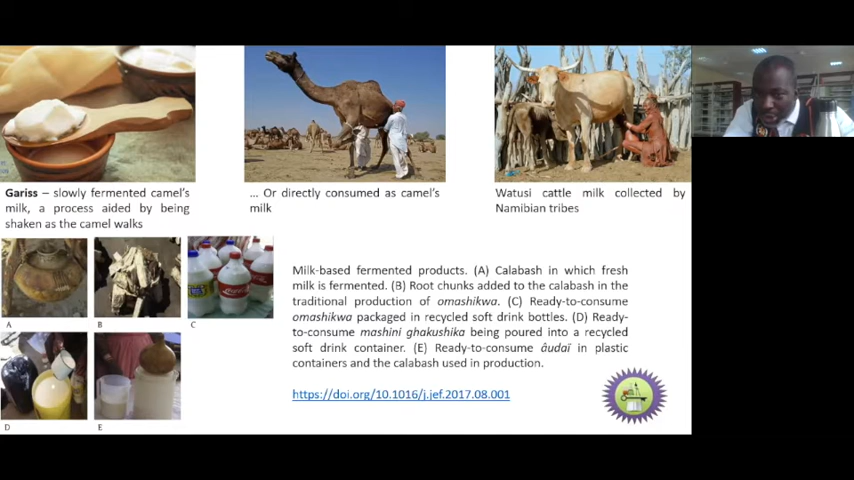 Gariss – slowly fermented camel's
milk, a process aided by being
shaken as the camel walks
... Or directly consumed as camel's
milk
Watusi cattle milk collected by
Namibian tribes
A
B
C
D
E
Milk-based fermented products. (A) Calabash in which fresh
milk is fermented. (B) Root chunks added to the calabash in the
traditional production of omashikwa. (C) Ready-to-consume
omashikwa packaged in recycled soft drink bottles. (D) Ready-
to-consume mashini ghakushika being poured into a recycled
soft drink container. (E) Ready-to-consume âudaï in plastic
containers and the calabash used in production.
https://doi.org/10.1016/j.jef.2017.08.001